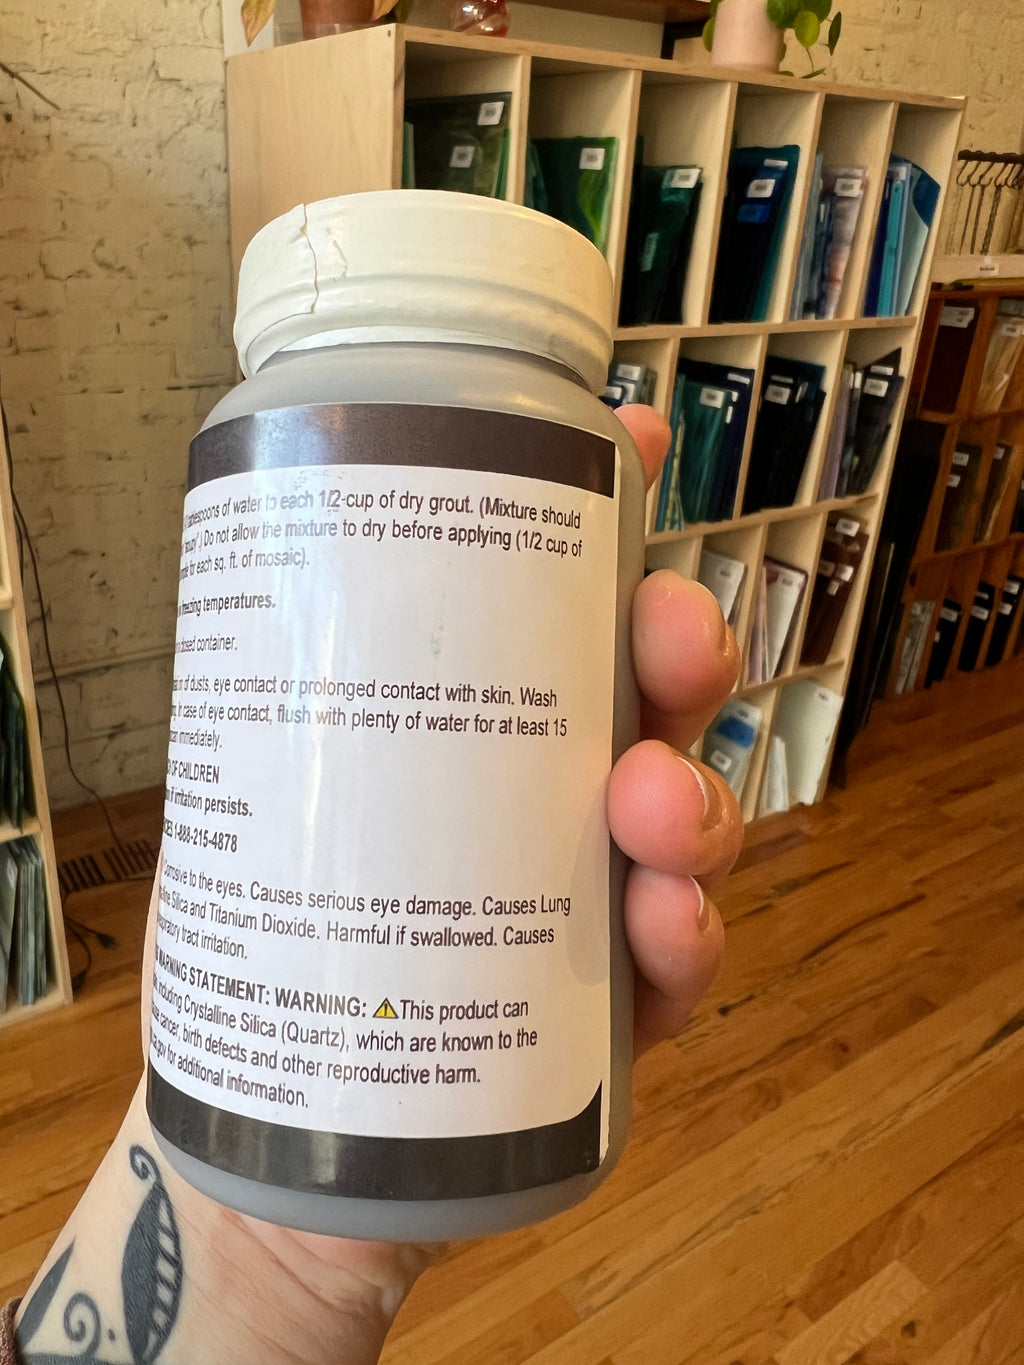 of water to each 1/2-cup of dry grout. (Mixture should
Do not allow the mixture to dry before applying (1/2 cup of
for each sq. ft. of mosaic).
freezing temperatures.
closed container.
of dusts, eye contact or prolonged contact with skin. Wash
in case of eye contact, flush with plenty of water for at least 15
immediately.
OF CHILDREN
if irritation persists.
1-888-215-4878
Corrosive to the eyes. Causes serious eye damage. Causes Lung
Silica and Titanium Dioxide. Harmful if swallowed. Causes
tract irritation.
WARNING STATEMENT: WARNING: ⚠This product can
including Crystalline Silica (Quartz), which are known to the
cancer, birth defects and other reproductive harm.
for additional information.